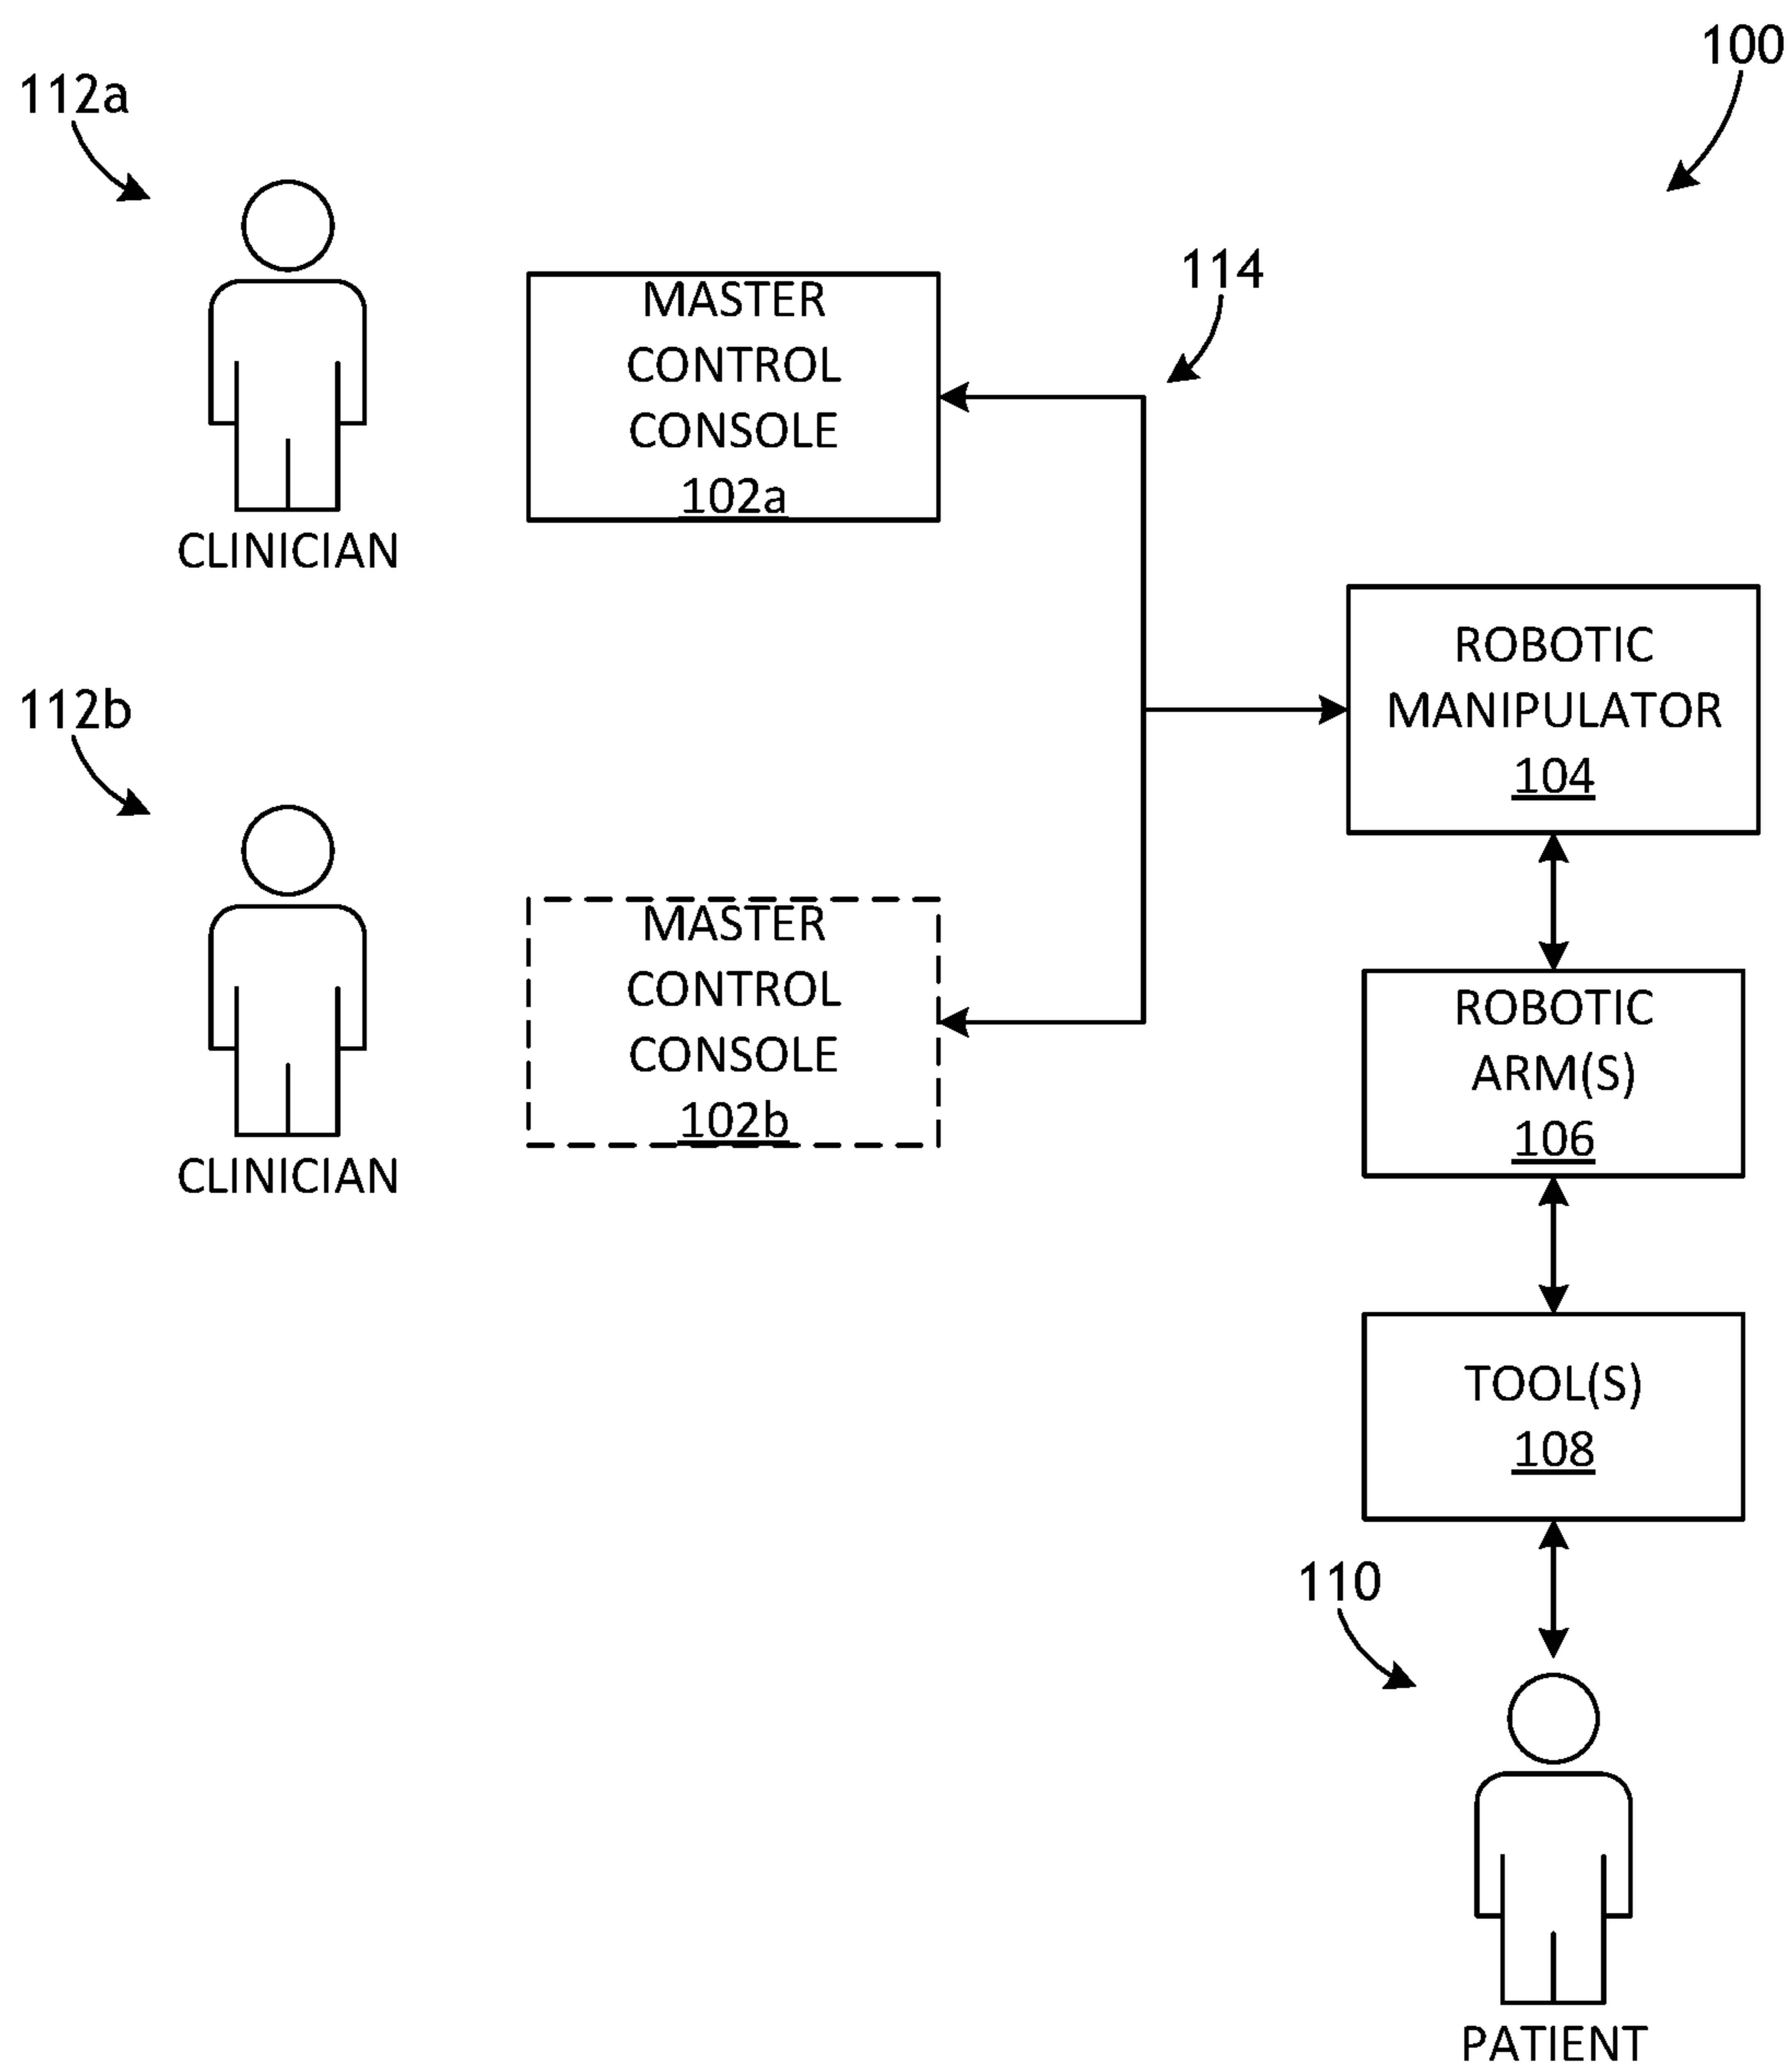 100
112a
114
MASTER
CONTROL
CONSOLE
102a
CLINICIAN
ROBOTIC
MANIPULATOR
104
112b
MASTER
CONTROL
CONSOLE
102b
CLINICIAN
ROBOTIC
ARM(S)
106
TOOL(S)
108
110
PATIENT